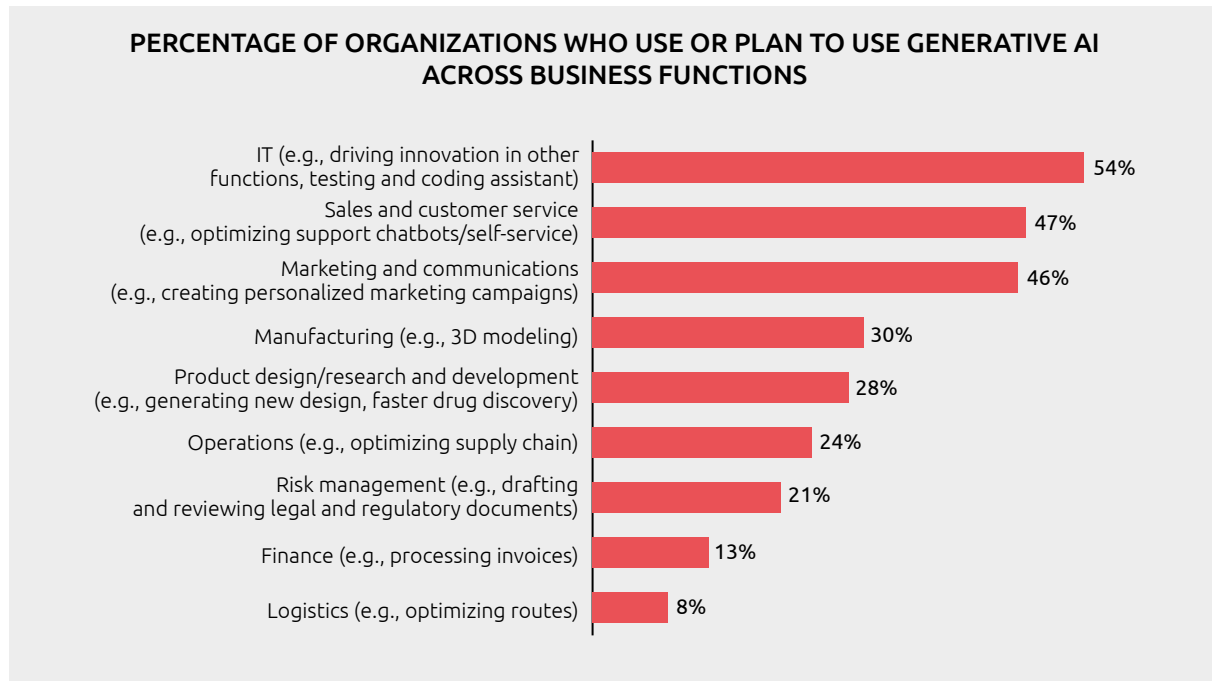 PERCENTAGE OF ORGANIZATIONS WHO USE OR PLAN TO USE GENERATIVE AI
ACROSS BUSINESS FUNCTIONS
IT (e.g., driving innovation in other
functions, testing and coding assistant)
54%
Sales and customer service
(e.g., optimizing support chatbots/self-service)
47%
Marketing and communications
(e.g., creating personalized marketing campaigns)
46%
Manufacturing (e.g., 3D modeling)
30%
Product design/research and development
(e.g., generating new design, faster drug discovery)
28%
Operations (e.g., optimizing supply chain)
24%
Risk management (e.g., drafting
and reviewing legal and regulatory documents)
21%
Finance (e.g., processing invoices)
13%
Logistics (e.g., optimizing routes)
8%